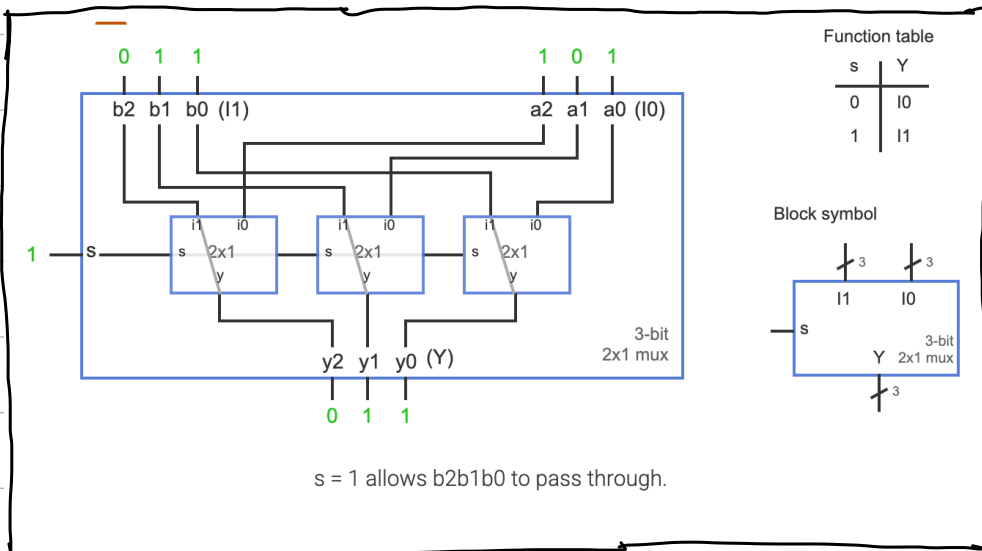 0 1 1 1 0 1
b2 b1 b0 (I1) a2 a1 a0 (I0)
i1 i0 i1 i0 i1 i0
1 S s 2x1 s 2x1 s 2x1
y y y
3-bit
2x1 mux
y2 y1 y0 (Y)
0 1 1
s = 1 allows b2b1b0 to pass through.
Function table
s Y
0 I0
1 I1
Block symbol
3 3
I1 I0
s
3-bit
Y 2x1 mux
3